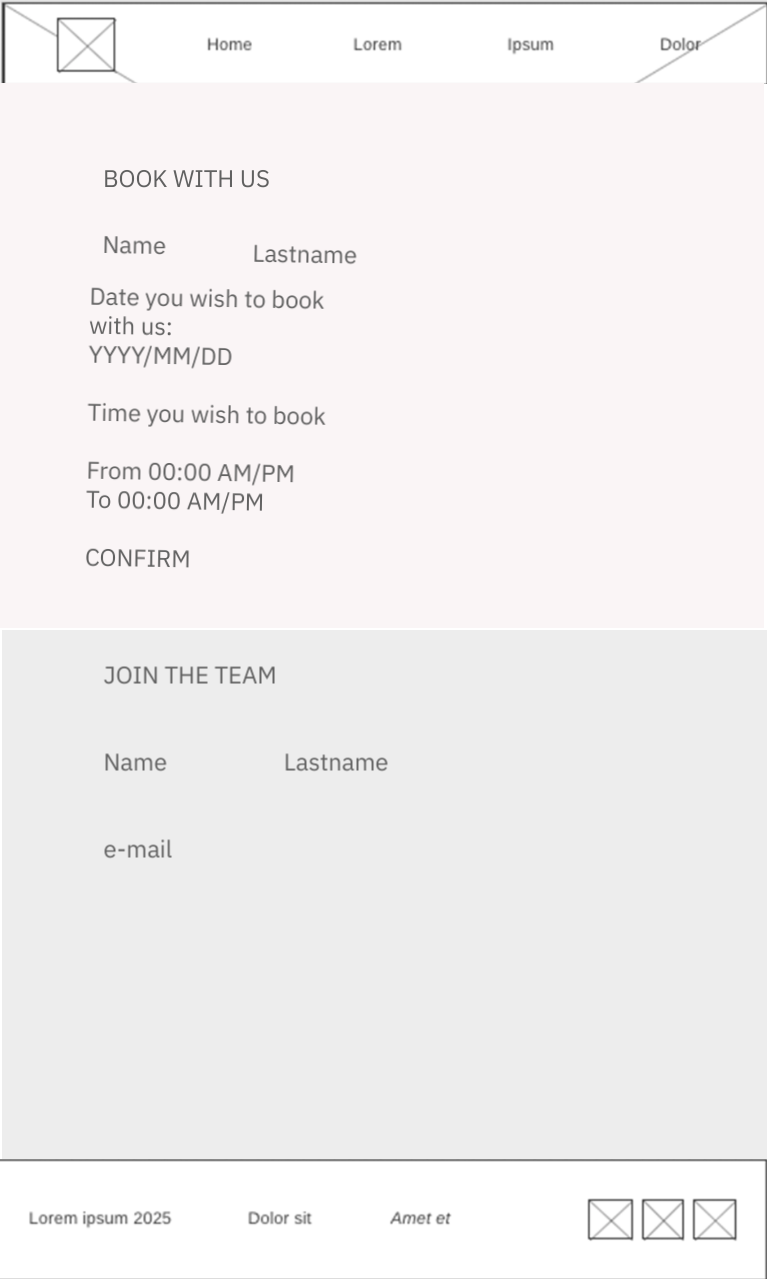 Home Lorem Ipsum Dolor
BOOK WITH US
Name Lastname
Date you wish to book
with us:
YYYY/MM/DD
Time you wish to book
From 00:00 AM/PM
To 00:00 AM/PM
CONFIRM
JOIN THE TEAM
Name Lastname
e-mail
Lorem ipsum 2025 Dolor sit Amet et